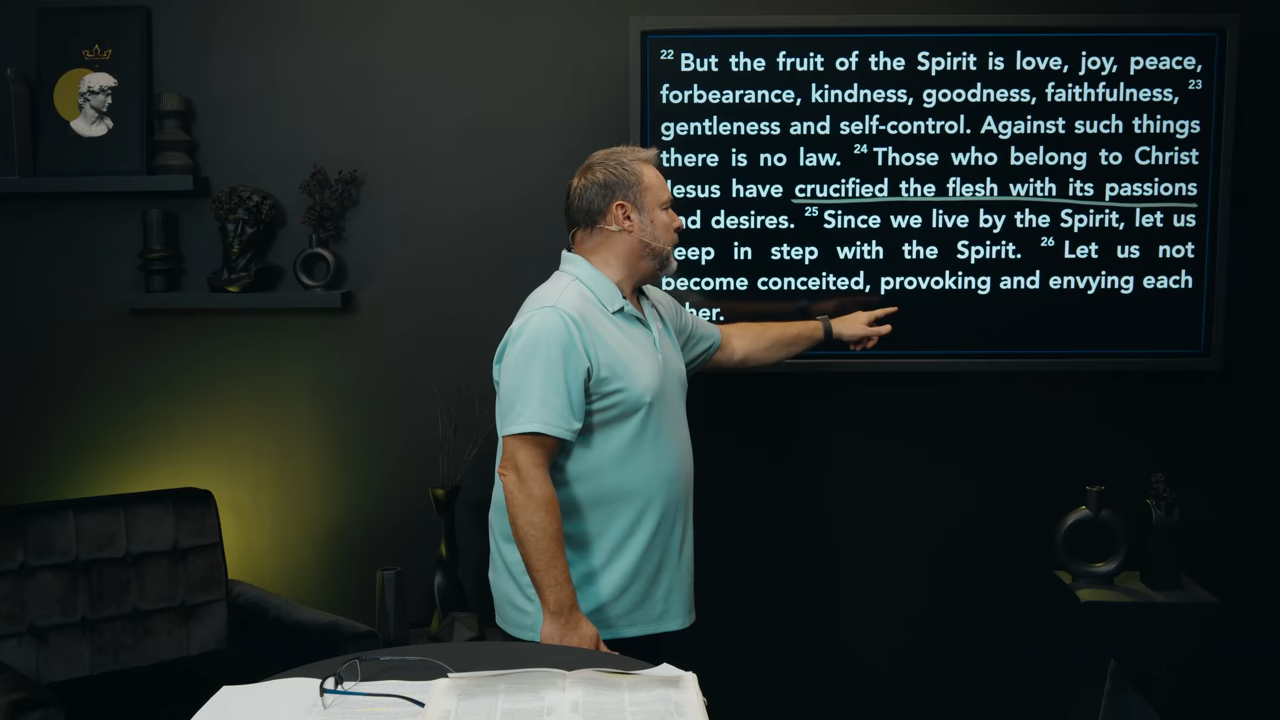 22 But the fruit of the Spirit is love, joy, peace,
forbearance, kindness, goodness, faithfulness, 23
gentleness and self-control. Against such things
there is no law. 24 Those who belong to Christ
Jesus have crucified the flesh with its passions
and desires. 25 Since we live by the Spirit, let us
keep in step with the Spirit. 26 Let us not
become conceited, provoking and envying each
her.